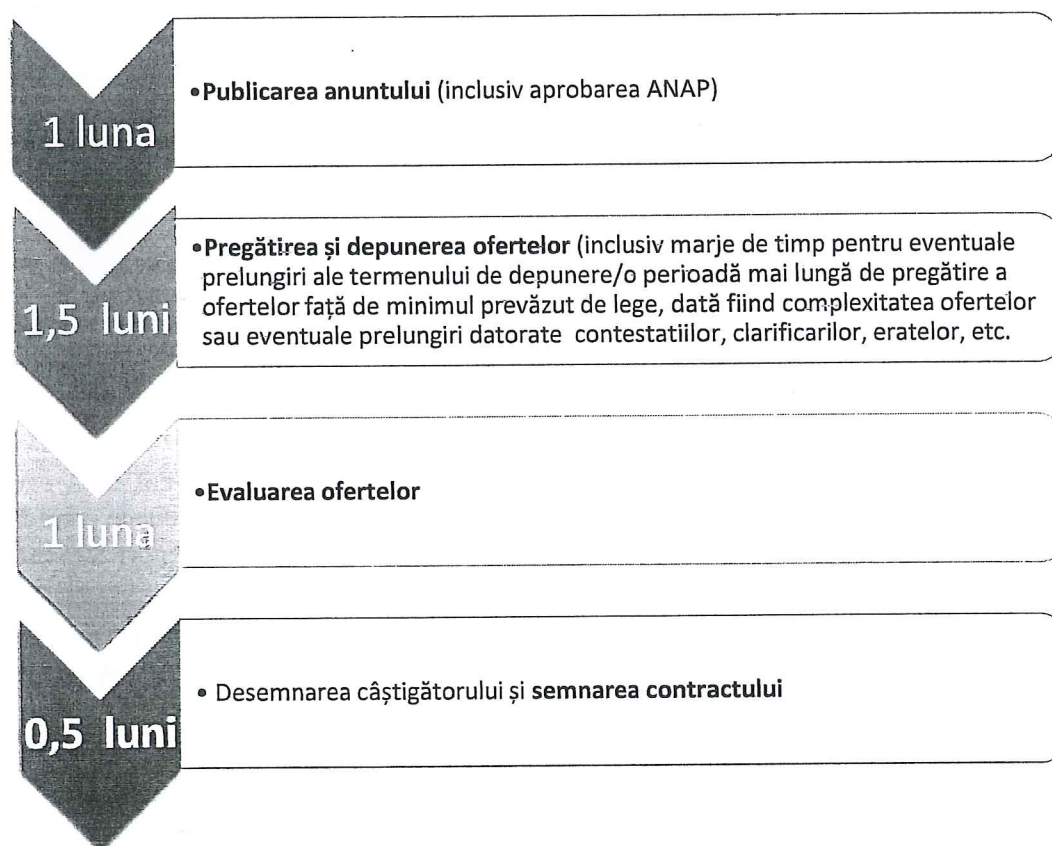 1 luna
•Publicarea anuntului (inclusiv aprobarea ANAP)
1,5 luni
•Pregătirea și depunerea ofertelor (inclusiv marje de timp pentru eventuale
prelungiri ale termenului de depunere/o perioadă mai lungă de pregătire a
ofertelor față de minimul prevăzut de lege, dată fiind complexitatea ofertelor
sau eventuale prelungiri datorate contestatiilor, clarificarilor, eratelor, etc.
1 luna
•Evaluarea ofertelor
0,5 luni
• Desemnarea câștigătorului și semnarea contractului